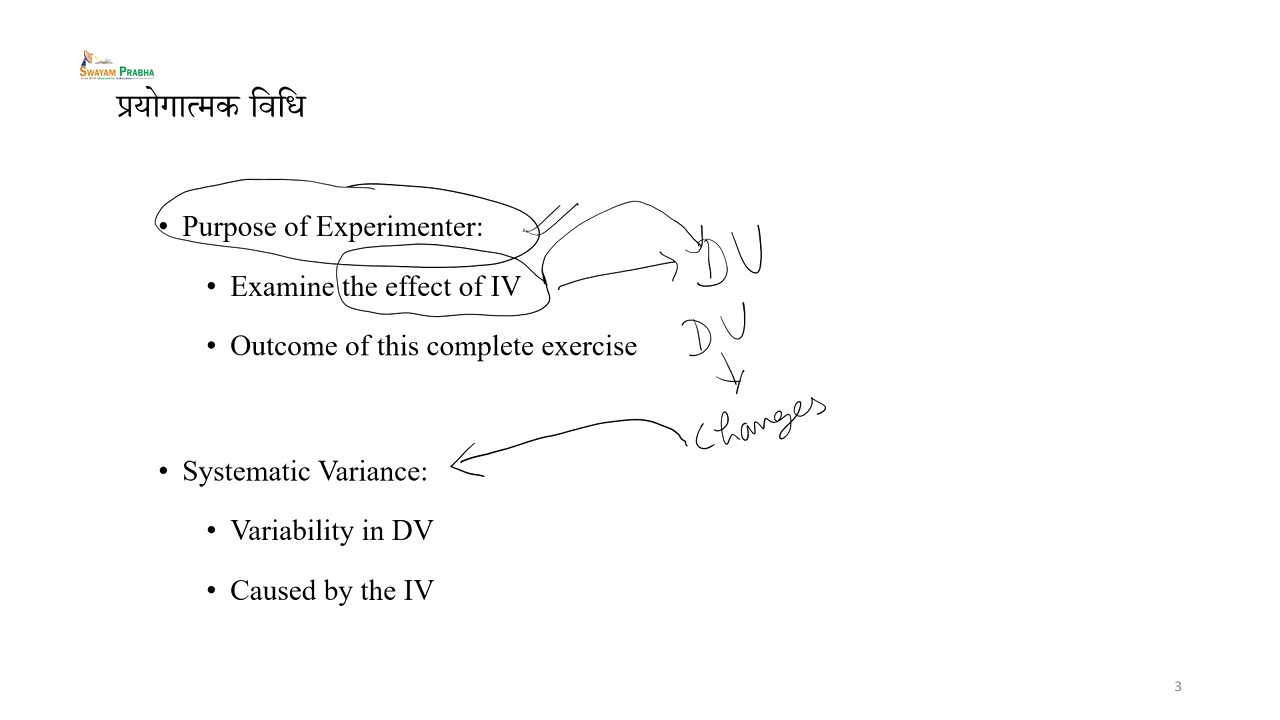 SWAYAM PRABHA
प्रयोगात्मक विधि
• Purpose of Experimenter:
• Examine the effect of IV
DV
• Outcome of this complete exercise
DV
changes
• Systematic Variance:
• Variability in DV
• Caused by the IV
3